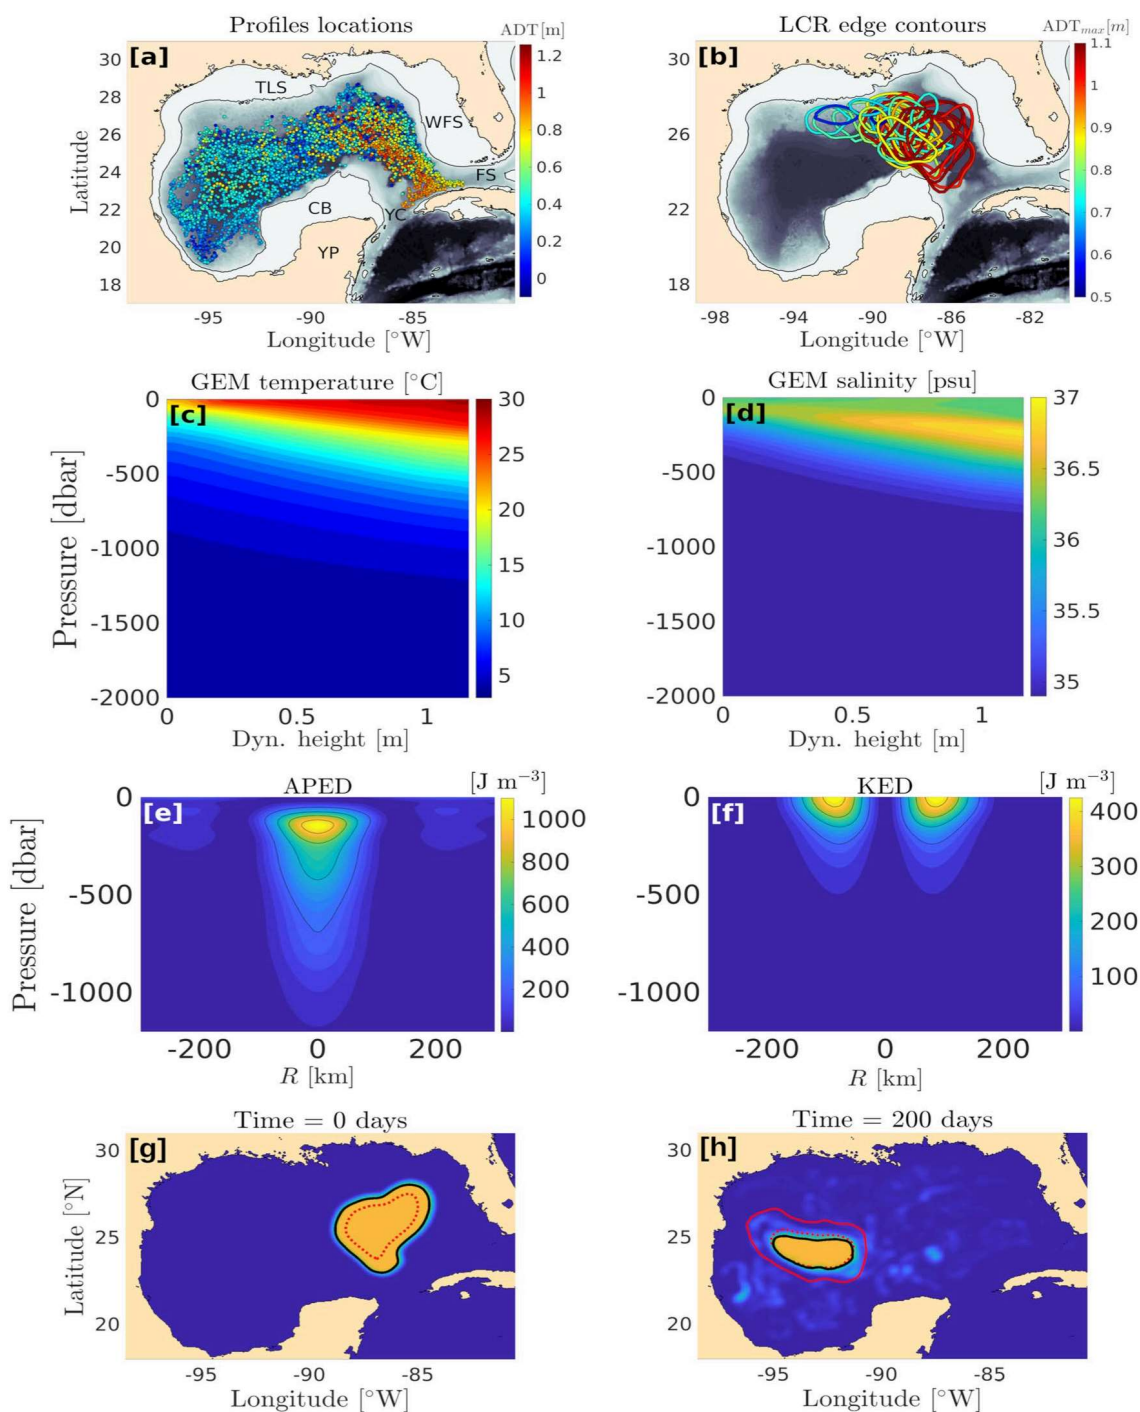 Profiles locations
ADT[m]
[a]
TLS
WFS
FS
CB
YC
YP
30
28
26
24
22
20
18
Latitude
-95
-90
-85
Longitude [°W]
1.2
1
0.8
0.6
0.4
0.2
0
LCR edge contours
ADTmax[m]
[b]
30
26
22
18
-98
-94
-90
-86
-82
Longitude [°W]
1.1
1
0.9
0.8
0.7
0.6
0.5
GEM temperature [°C]
[c]
0
-500
-1000
-1500
-2000
Pressure [dbar]
0
0.5
1
Dyn. height [m]
30
25
20
15
10
5
GEM salinity [psu]
[d]
0
-500
-1000
-1500
-2000
0
0.5
1
Dyn. height [m]
37
36.5
36
35.5
35
APED
[J m−3]
[e]
0
-500
-1000
Pressure [dbar]
-200
0
200
R [km]
1000
800
600
400
200
KED
[J m−3]
[f]
0
-500
-1000
-200
0
200
R [km]
400
300
200
100
Time = 0 days
[g]
30
25
20
Latitude [°N]
-95
-90
-85
Longitude [°W]
Time = 200 days
[h]
30
25
20
-95
-90
-85
Longitude [°W]